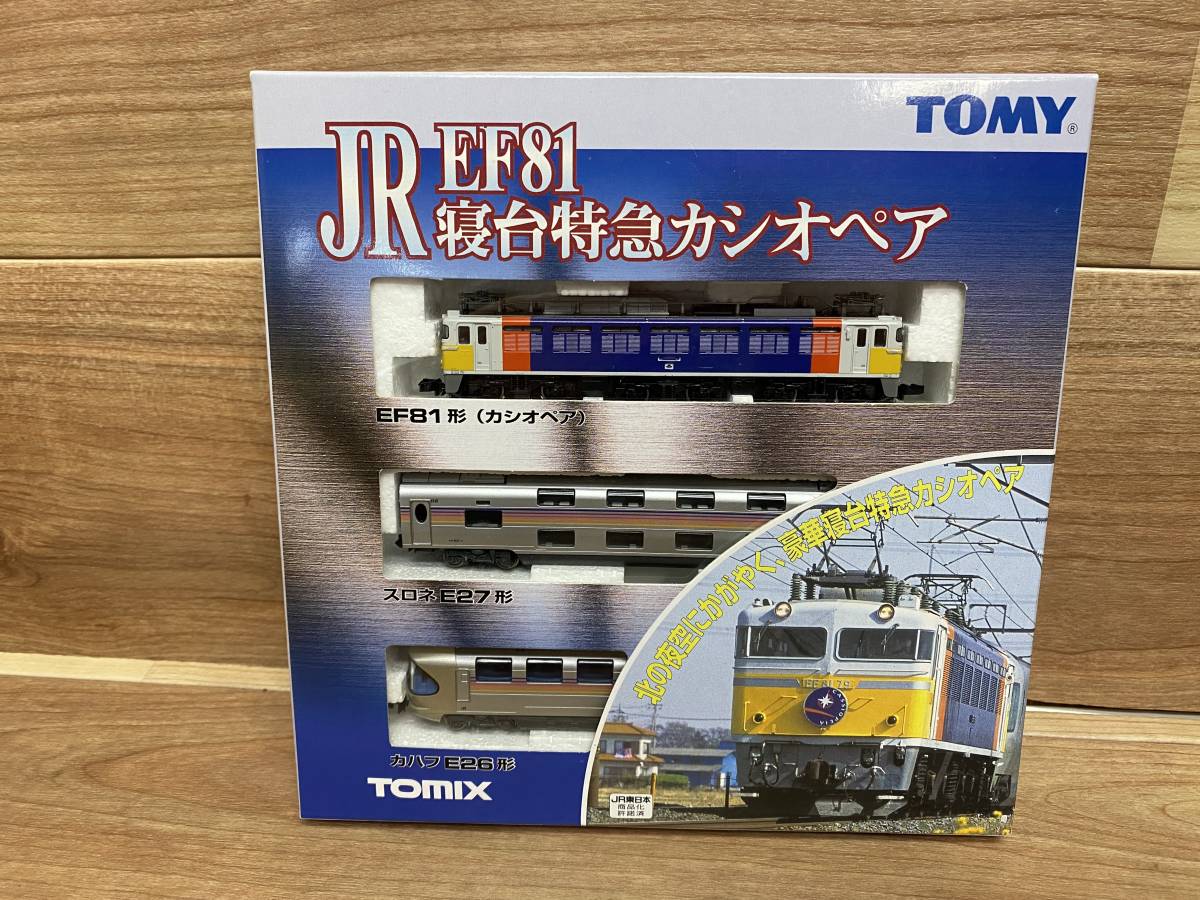 TOMY®
JR EF81
寝台特急カシオペア
EF81形（カシオペア）
スロネE27形
カハフE26形
TOMIX
北の夜空にかがやく、豪華寝台特急カシオペア
EF8179
CASSIOPEIA
JR東日本
商品化
許諾済